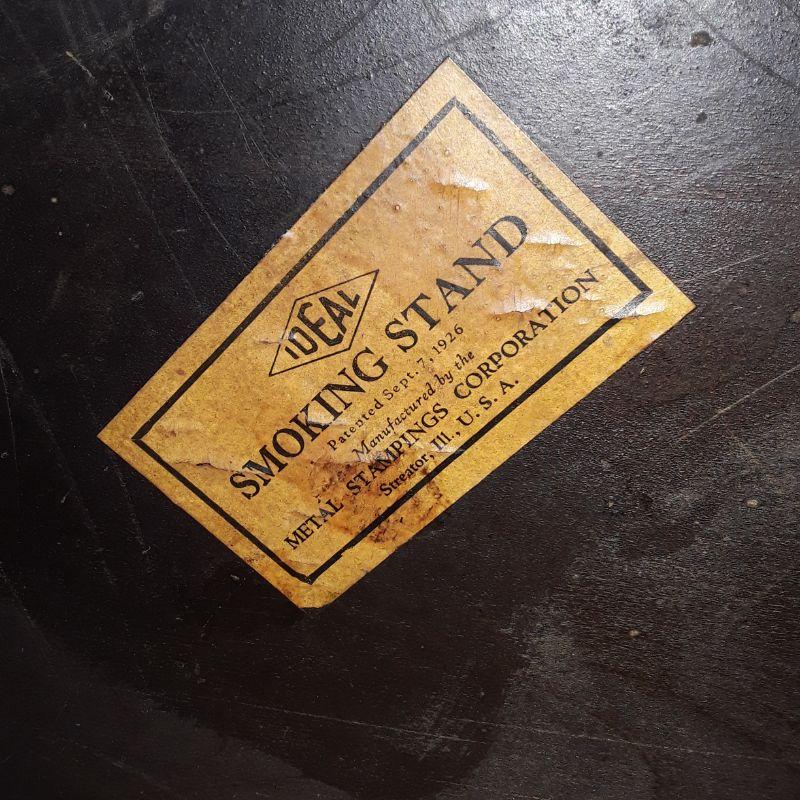 IDEAL
SMOKING STAND
Patented Sept. 7, 1926
Manufactured by the
METAL STAMPINGS CORPORATION
Streator, Ill., U. S. A.